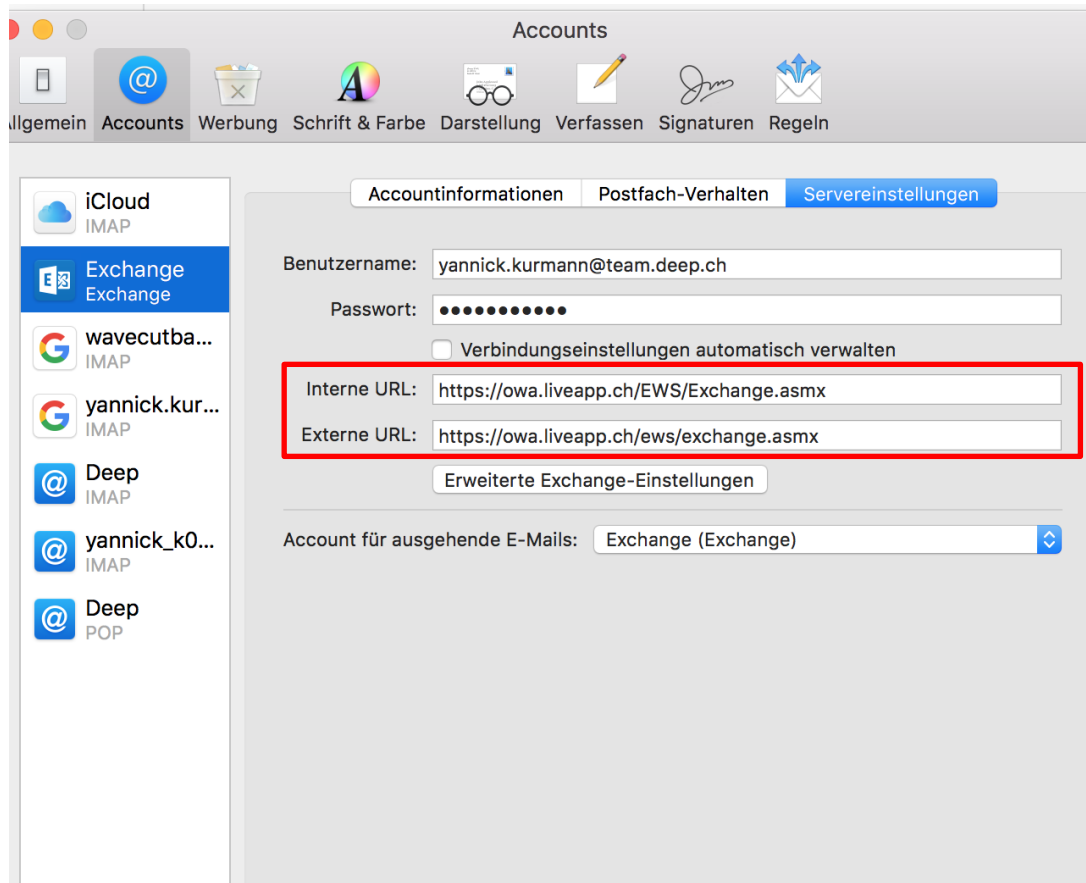 Accounts
Allgemein Accounts Werbung Schrift & Farbe Darstellung Verfassen Signaturen Regeln
Accountinformationen Postfach-Verhalten Servereinstellungen
iCloud
IMAP
Exchange
Exchange
wavecutba...
IMAP
yannick.kur...
IMAP
Deep
IMAP
yannick_k0...
IMAP
Deep
POP
Benutzername: yannick.kurmann@team.deep.ch
Passwort: ●●●●●●●●●●●
Verbindungseinstellungen automatisch verwalten
Interne URL: https://owa.liveapp.ch/EWS/Exchange.asmx
Externe URL: https://owa.liveapp.ch/ews/exchange.asmx
Erweiterte Exchange-Einstellungen
Account für ausgehende E-Mails: Exchange (Exchange)